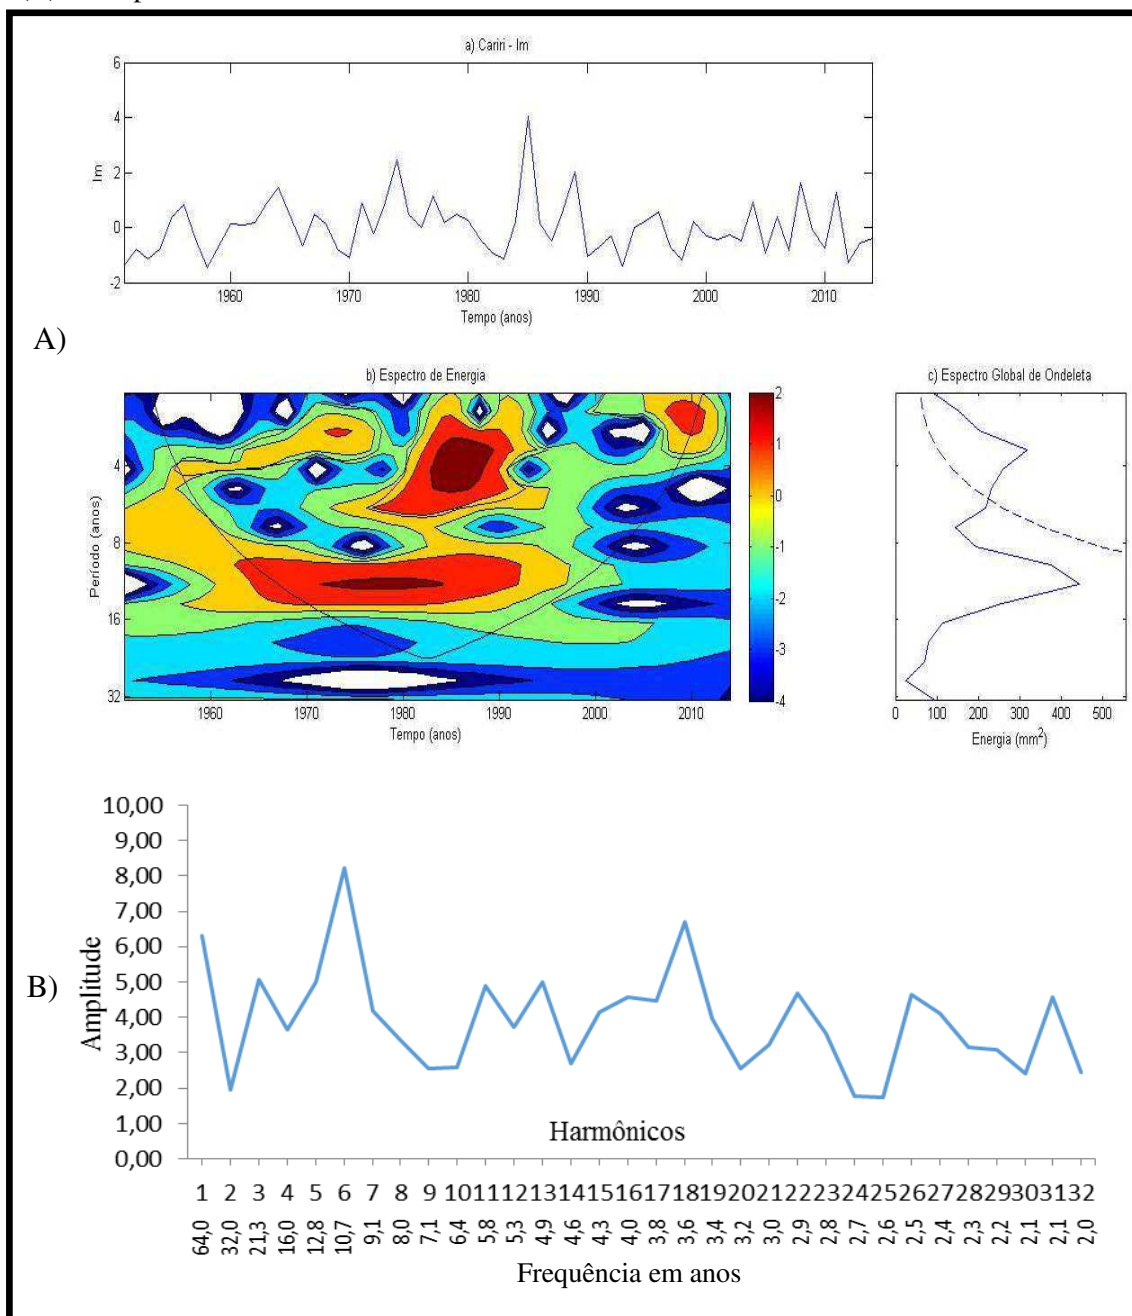 a) Cariri - Im
6
4
2
0
-2
Im
1960 1970 1980 1990 2000 2010
Tempo (anos)
A)
b) Espectro de Energia
4
8
16
32
Período (anos)
1960 1970 1980 1990 2000 2010
Tempo (anos)
2
1
0
-1
-2
-3
-4
c) Espectro Global de Ondeleta
0 100 200 300 400 500
Energia (mm²)
B)
10,00
9,00
8,00
7,00
6,00
5,00
4,00
3,00
2,00
1,00
0,00
Amplitude
Harmônicos
1 2 3 4 5 6 7 8 9 10 11 12 13 14 15 16 17 18 19 20 21 22 23 24 25 26 27 28 29 30 31 32
64,0 32,0 21,3 16,0 12,8 10,7 9,1 8,0 7,1 6,4 5,8 5,3 4,9 4,6 4,3 4,0 3,8 3,6 3,4 3,2 3,0 2,9 2,8 2,7 2,6 2,5 2,4 2,3 2,2 2,1 2,1 2,0
Frequência em anos